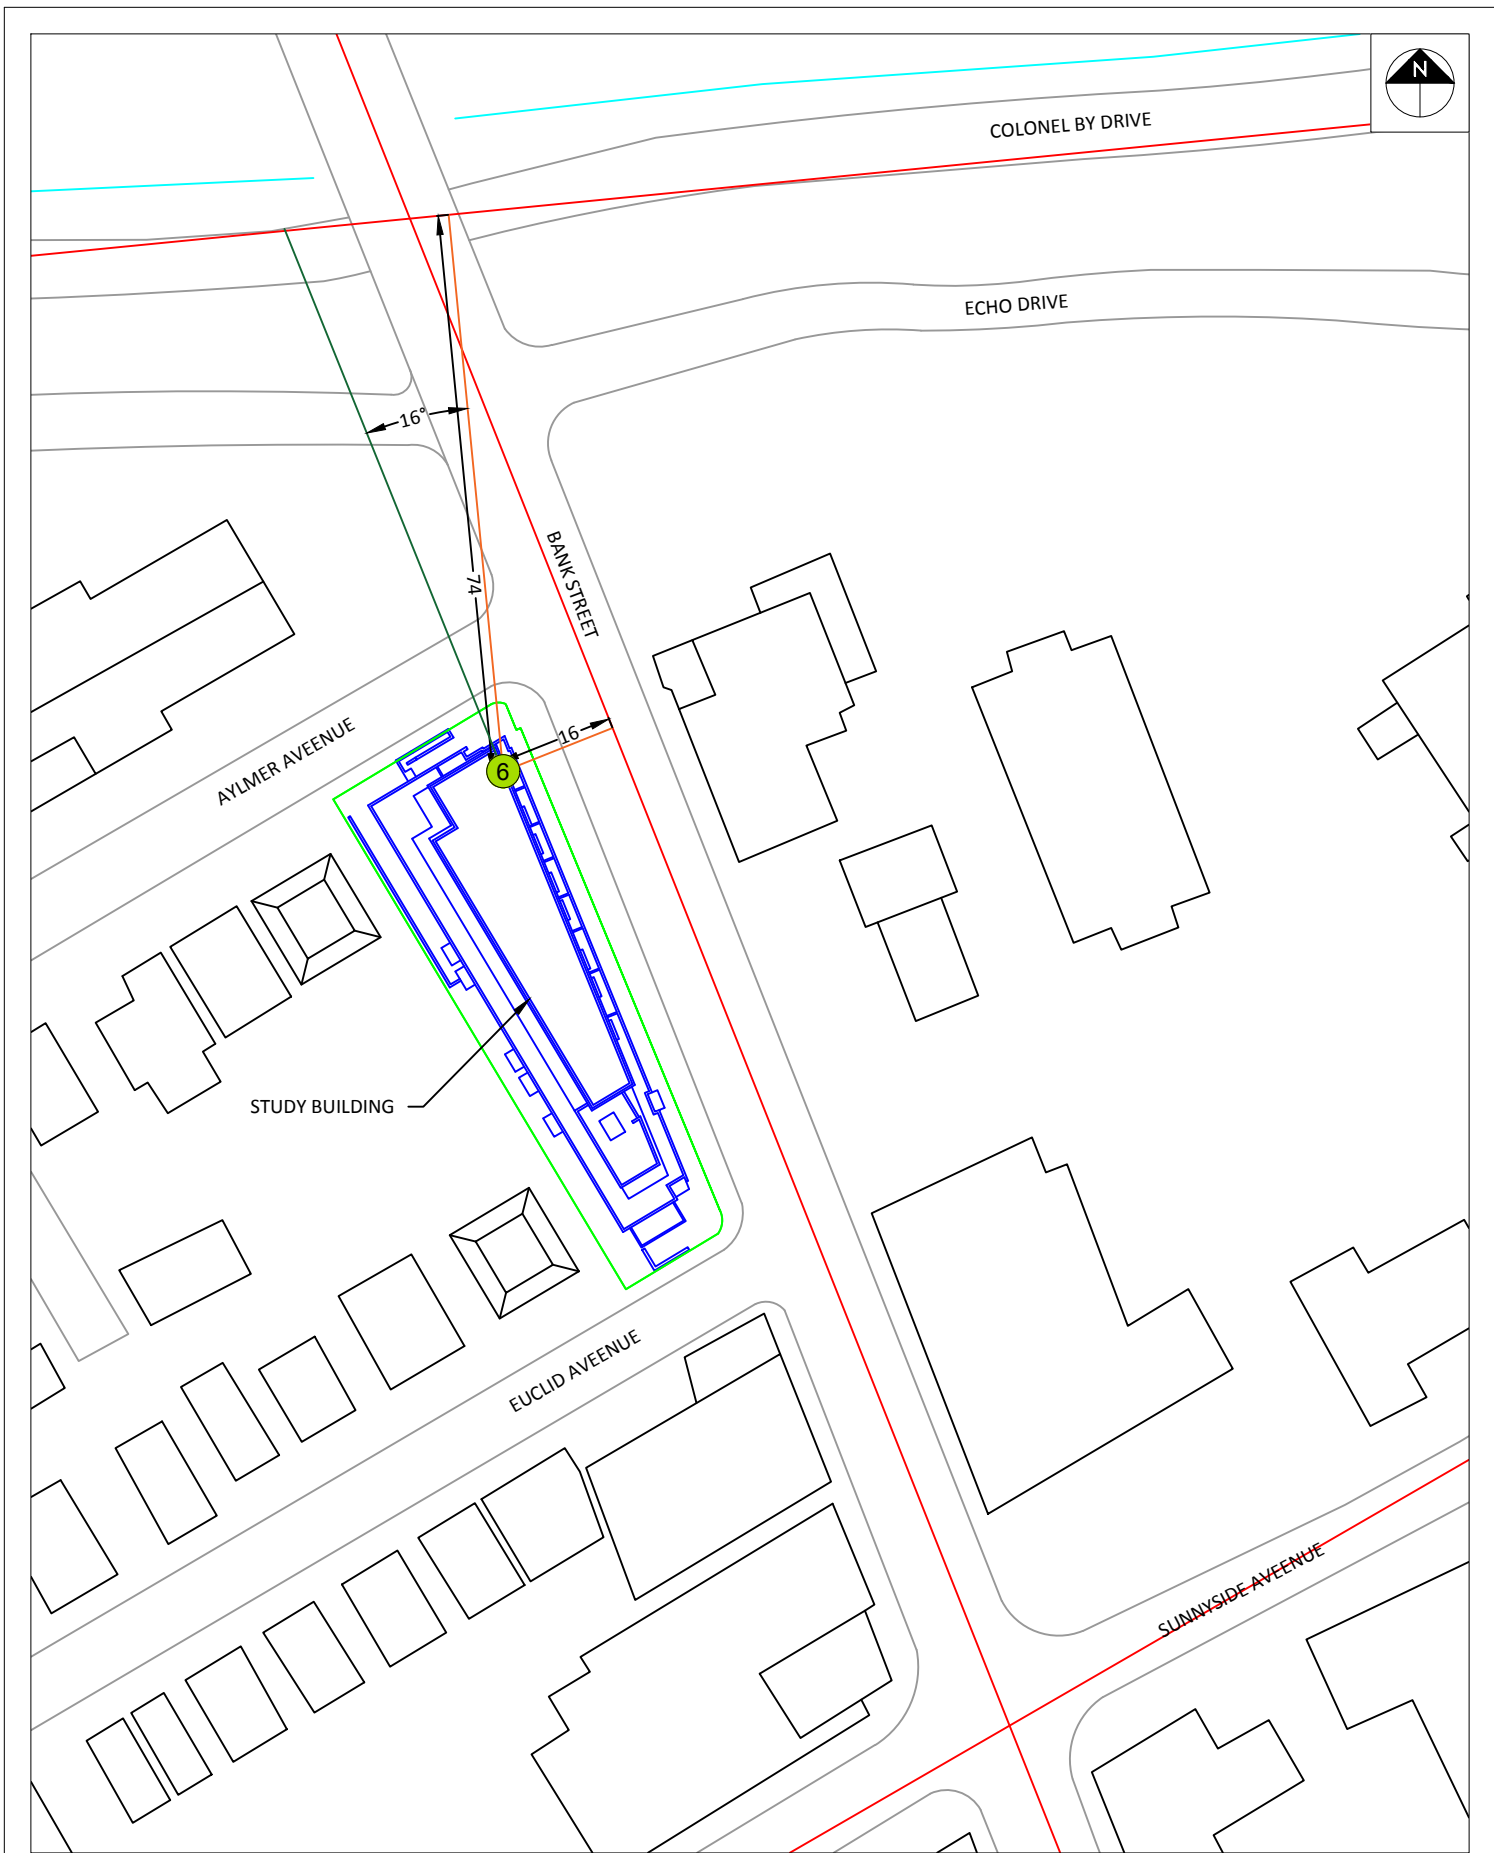 N
COLONEL BY DRIVE
ECHO DRIVE
16°
BANK STREET
74
16
6
AYLMER AVEENUE
STUDY BUILDING
EUCLID AVEENUE
SUNNYSIDE AVEENUE